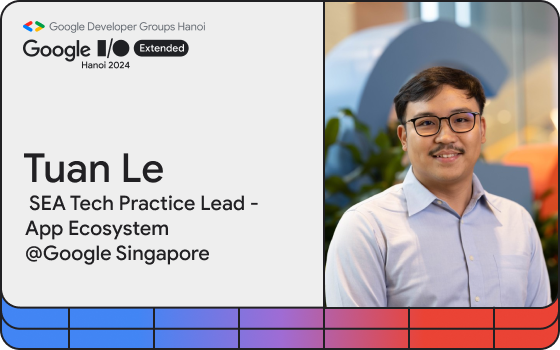 Google Developer Groups Hanoi
Google I/O Extended
Hanoi 2024
Tuan Le
SEA Tech Practice Lead -
App Ecosystem
@Google Singapore